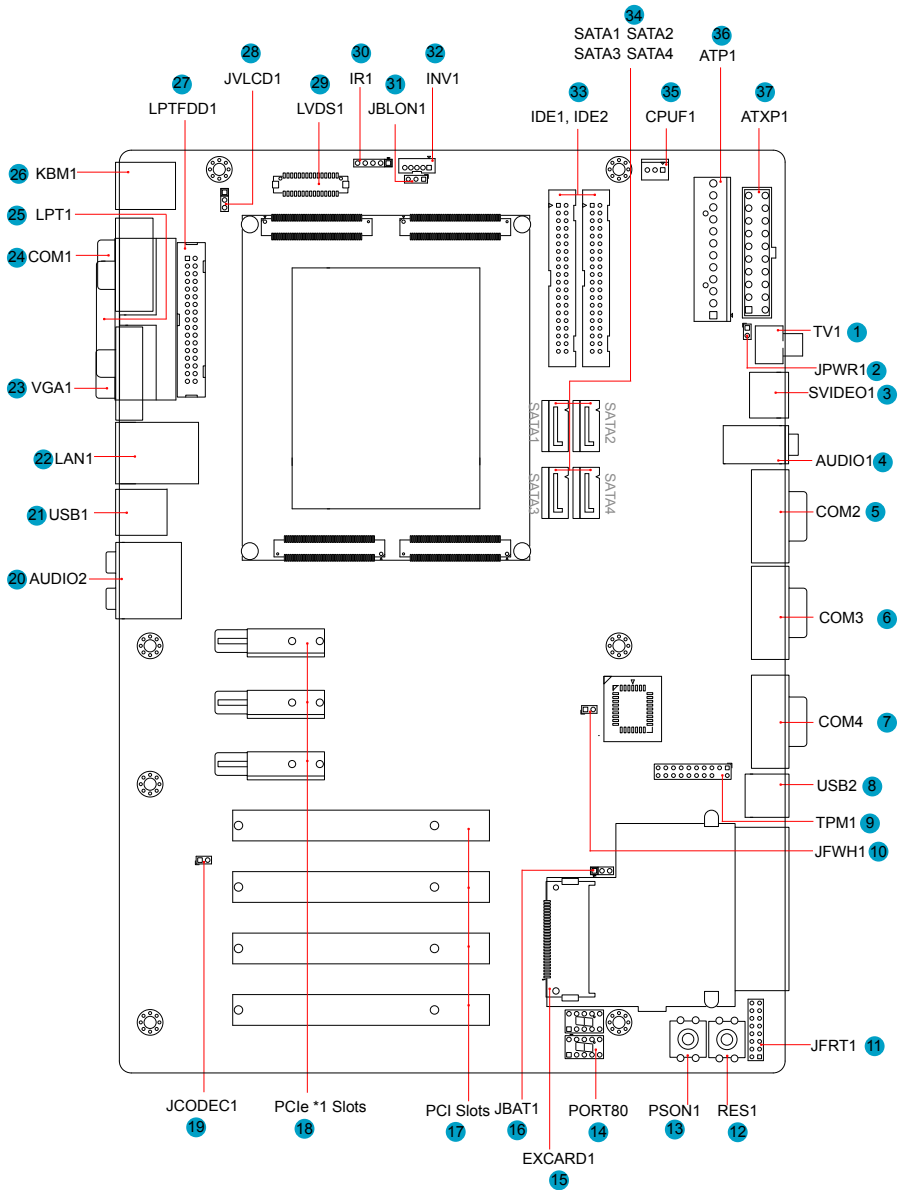 34
SATA1 SATA2
SATA3 SATA4
36
ATP1
28
JVLCD1
30
IR1
32
INV1
27
LPTFDD1
29
LVDS1
31
JBLON1
33
IDE1, IDE2
35
CPUF1
37
ATXP1
26 KBM1
25 LPT1
24 COM1
23 VGA1
22 LAN1
21 USB1
20 AUDIO2
SATA1
SATA2
SATA3
SATA4
TV1 1
JPWR1 2
SVIDEO1 3
AUDIO1 4
COM2 5
COM3 6
COM4 7
USB2 8
TPM1 9
JFWH1 10
JFRT1 11
JCODEC1
19
PCIe *1 Slots
18
PCI Slots
17
JBAT1
16
PORT80
14
PSON1
13
RES1
12
EXCARD1
15